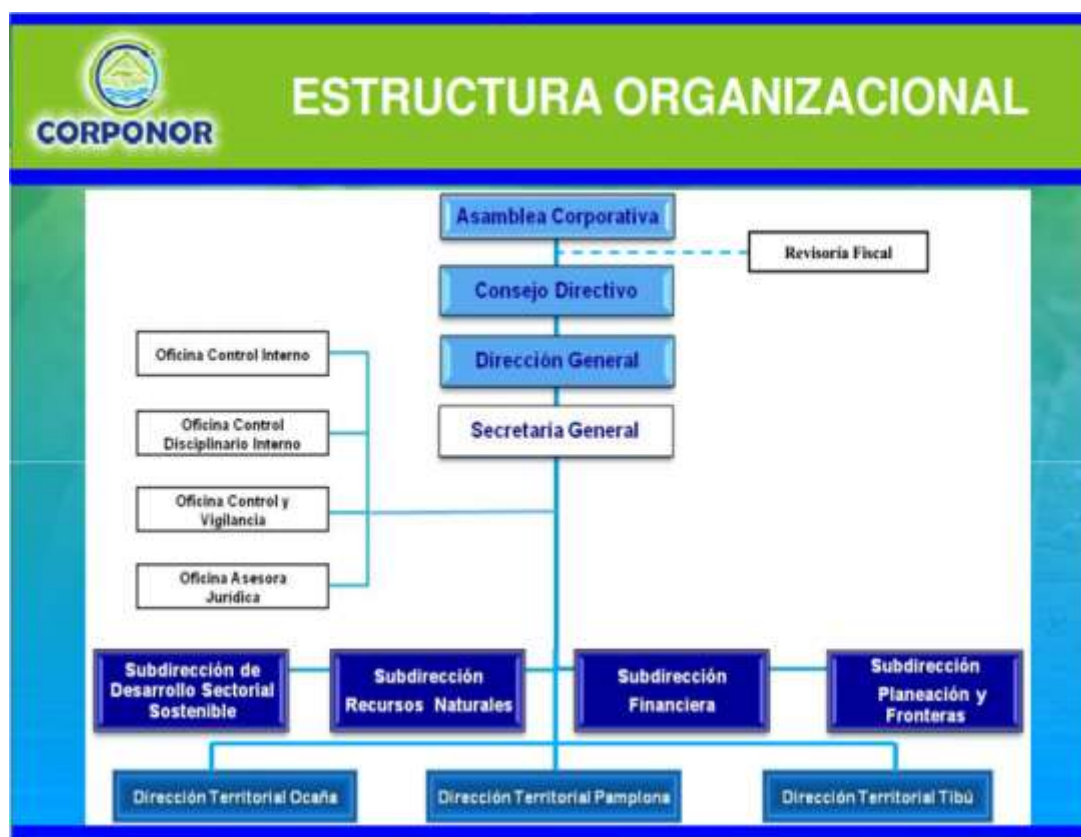 CORPONOR
ESTRUCTURA ORGANIZACIONAL
Asamblea Corporativa
Revisoría Fiscal
Consejo Directivo
Dirección General
Secretaria General
Oficina Control Interno
Oficina Control
Disciplinario Interno
Oficina Control y
Vigilancia
Oficina Asesora
Jurídica
Subdirección de
Desarrollo Sectorial
Sostenible
Subdirección
Recursos Naturales
Subdirección
Financiera
Subdirección
Planeación y
Fronteras
Dirección Territorial Ocaña
Dirección Territorial Pamplona
Dirección Territorial Tibú